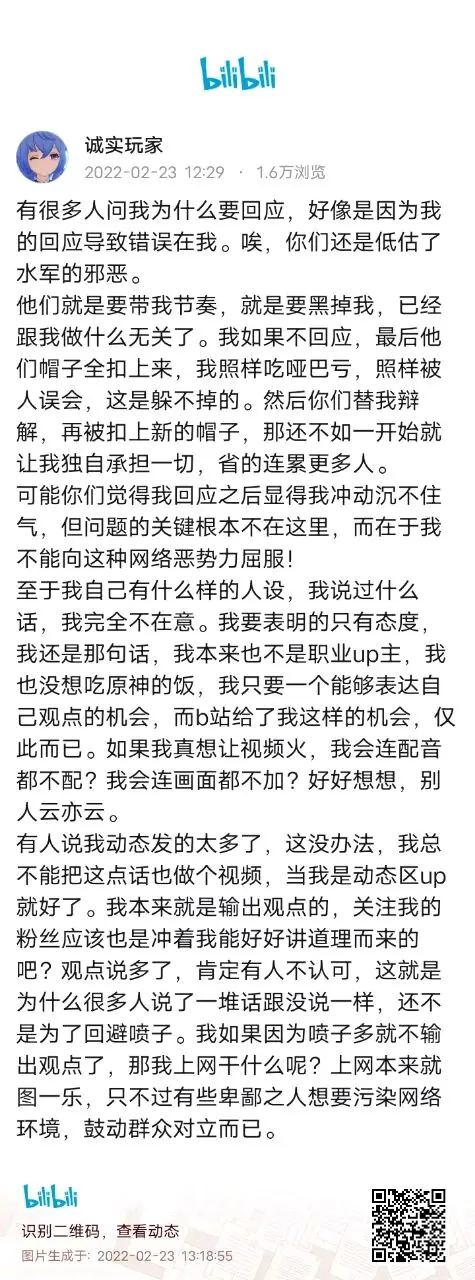 bilibili
诚实玩家
2022-02-23 12:29 · 1.6万浏览
有很多人问我为什么要回应，好像是因为我
的回应导致错误在我。唉，你们还是低估了
水军的邪恶。
他们就是要带我节奏，就是要黑掉我，已经
跟我做什么无关了。我如果不回应，最后他
们帽子全扣上来，我照样吃哑巴亏，照样被
人误会，这是躲不掉的。然后你们替我辩
解，再被扣上新的帽子，那还不如一开始就
让我独自承担一切，省的连累更多人。
可能你们觉得我回应之后显得我冲动沉不住
气，但问题的关键根本不在这里，而在于我
不能向这种网络恶势力屈服！
至于我自己有什么样的人设，我说过什么
话，我完全不在意。我要表明的只有态度，
我还是那句话，我本来也不是职业up主，我
也没想吃原神的饭，我只要一个能够表达自
己观点的机会，而b站给了我这样的机会，仅
此而已。如果我真想让视频火，我会连配音
都不配？我会连画面都不加？好好想想，别
人云亦云。
有人说我动态发的太多了，这没办法，我总
不能把这点话也做个视频，当我是动态区up
就好了。我本来就是输出观点的，关注我的
粉丝应该也是冲着我能好好讲道理而来的
吧？观点说多了，肯定有人不认可，这就是
为什么很多人说了一堆话跟没说一样，还不
是为了回避喷子。我如果因为喷子多就不输
出观点了，那我上网干什么呢？上网本来就
图一乐，只不过有些卑鄙之人想要污染网络
环境，鼓动群众对立而已。
bilibili
识别二维码，查看动态
图片生成于: 2022-02-23 13:18:55